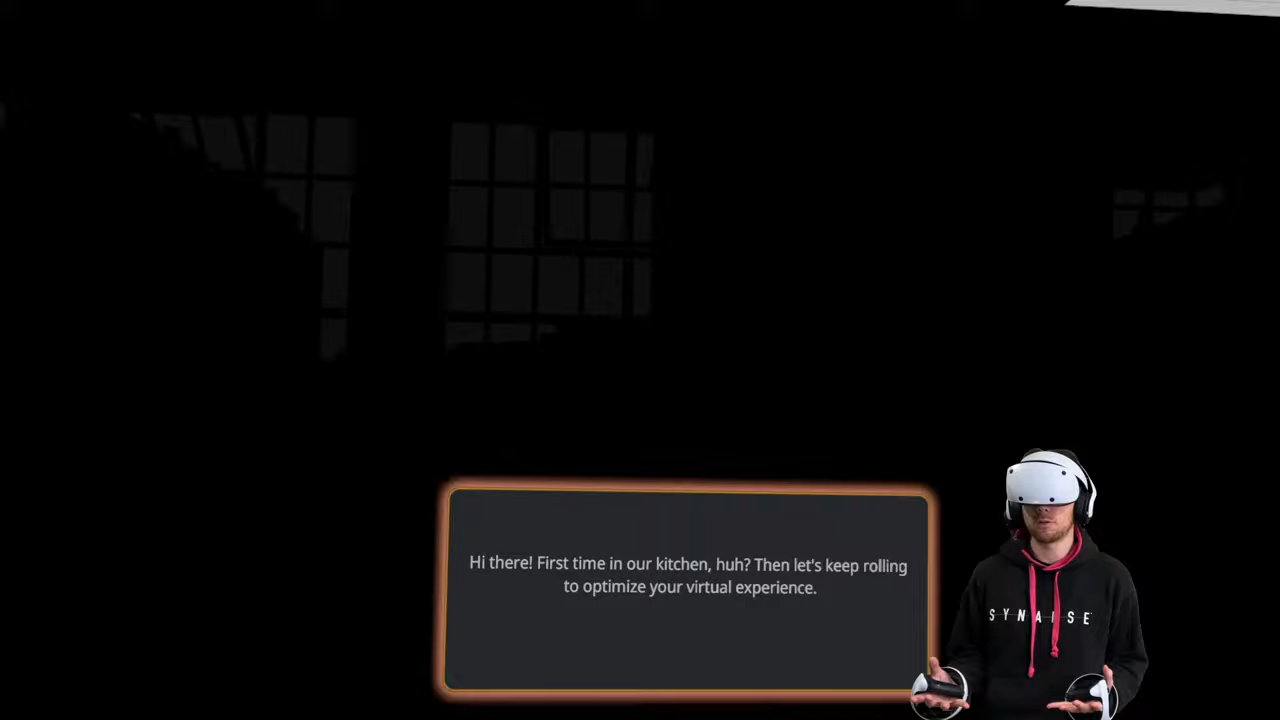 Hi there! First time in our kitchen, huh? Then let's keep rolling
to optimize your virtual experience.
SYNAPSE